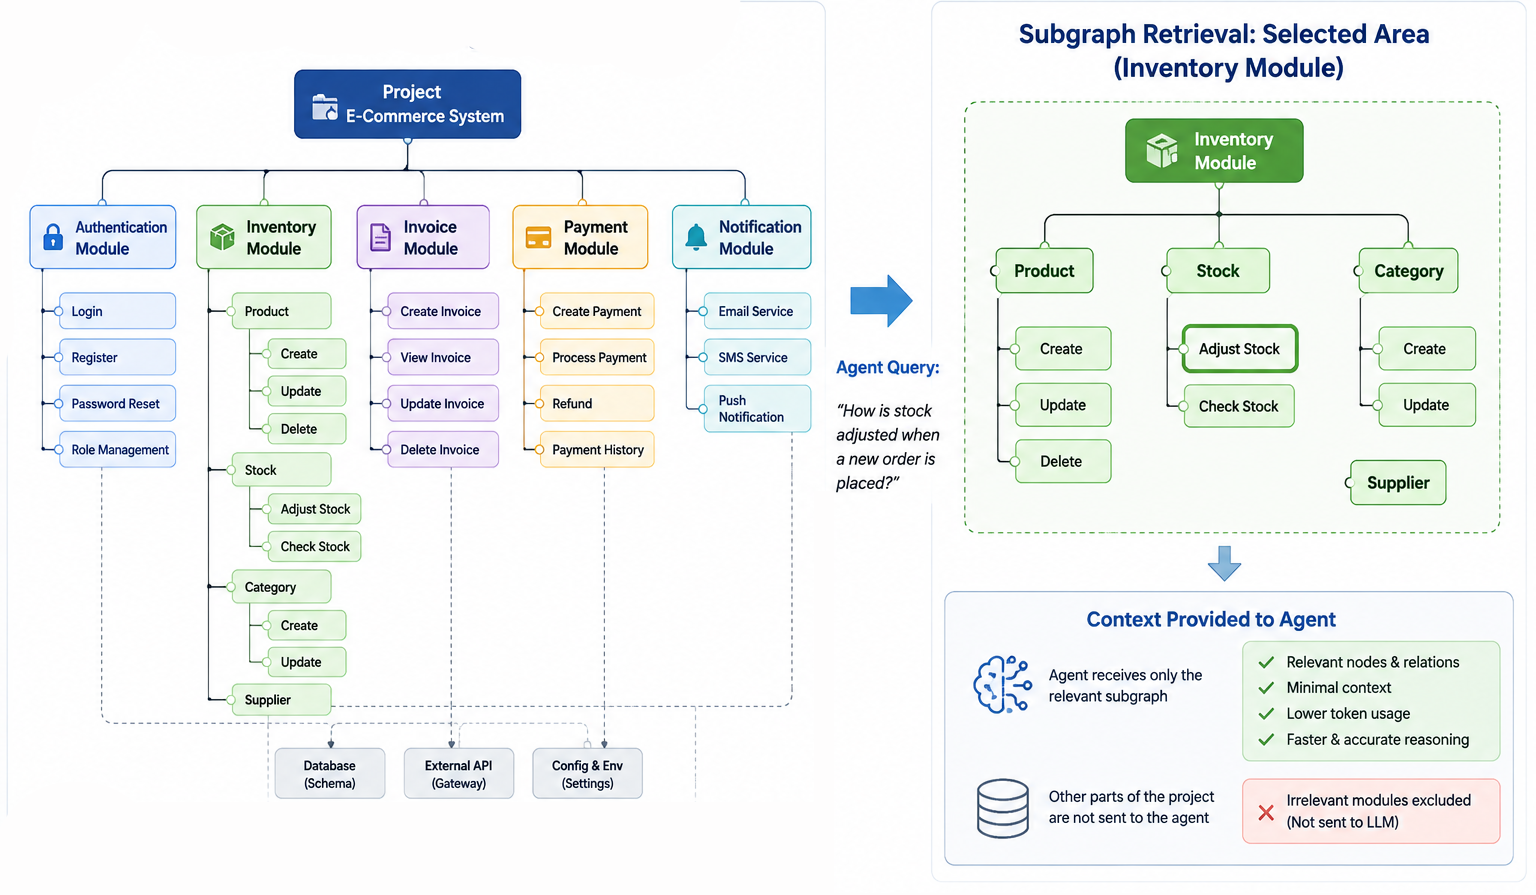 Project
E-Commerce System
Authentication
Module
Login
Register
Password Reset
Role Management
Inventory
Module
Product
Create
Update
Delete
Stock
Adjust Stock
Check Stock
Category
Create
Update
Supplier
Invoice
Module
Create Invoice
View Invoice
Update Invoice
Delete Invoice
Payment
Module
Create Payment
Process Payment
Refund
Payment History
Notification
Module
Email Service
SMS Service
Push
Notification
Database
(Schema)
External API
(Gateway)
Config & Env
(Settings)
Agent Query:
“How is stock
adjusted when
a new order is
placed?”
Subgraph Retrieval: Selected Area
(Inventory Module)
Inventory
Module
Product
Create
Update
Delete
Stock
Adjust Stock
Check Stock
Category
Create
Update
Supplier
Context Provided to Agent
Agent receives only the
relevant subgraph
Relevant nodes & relations
Minimal context
Lower token usage
Faster & accurate reasoning
Other parts of the project
are not sent to the agent
Irrelevant modules excluded
(Not sent to LLM)